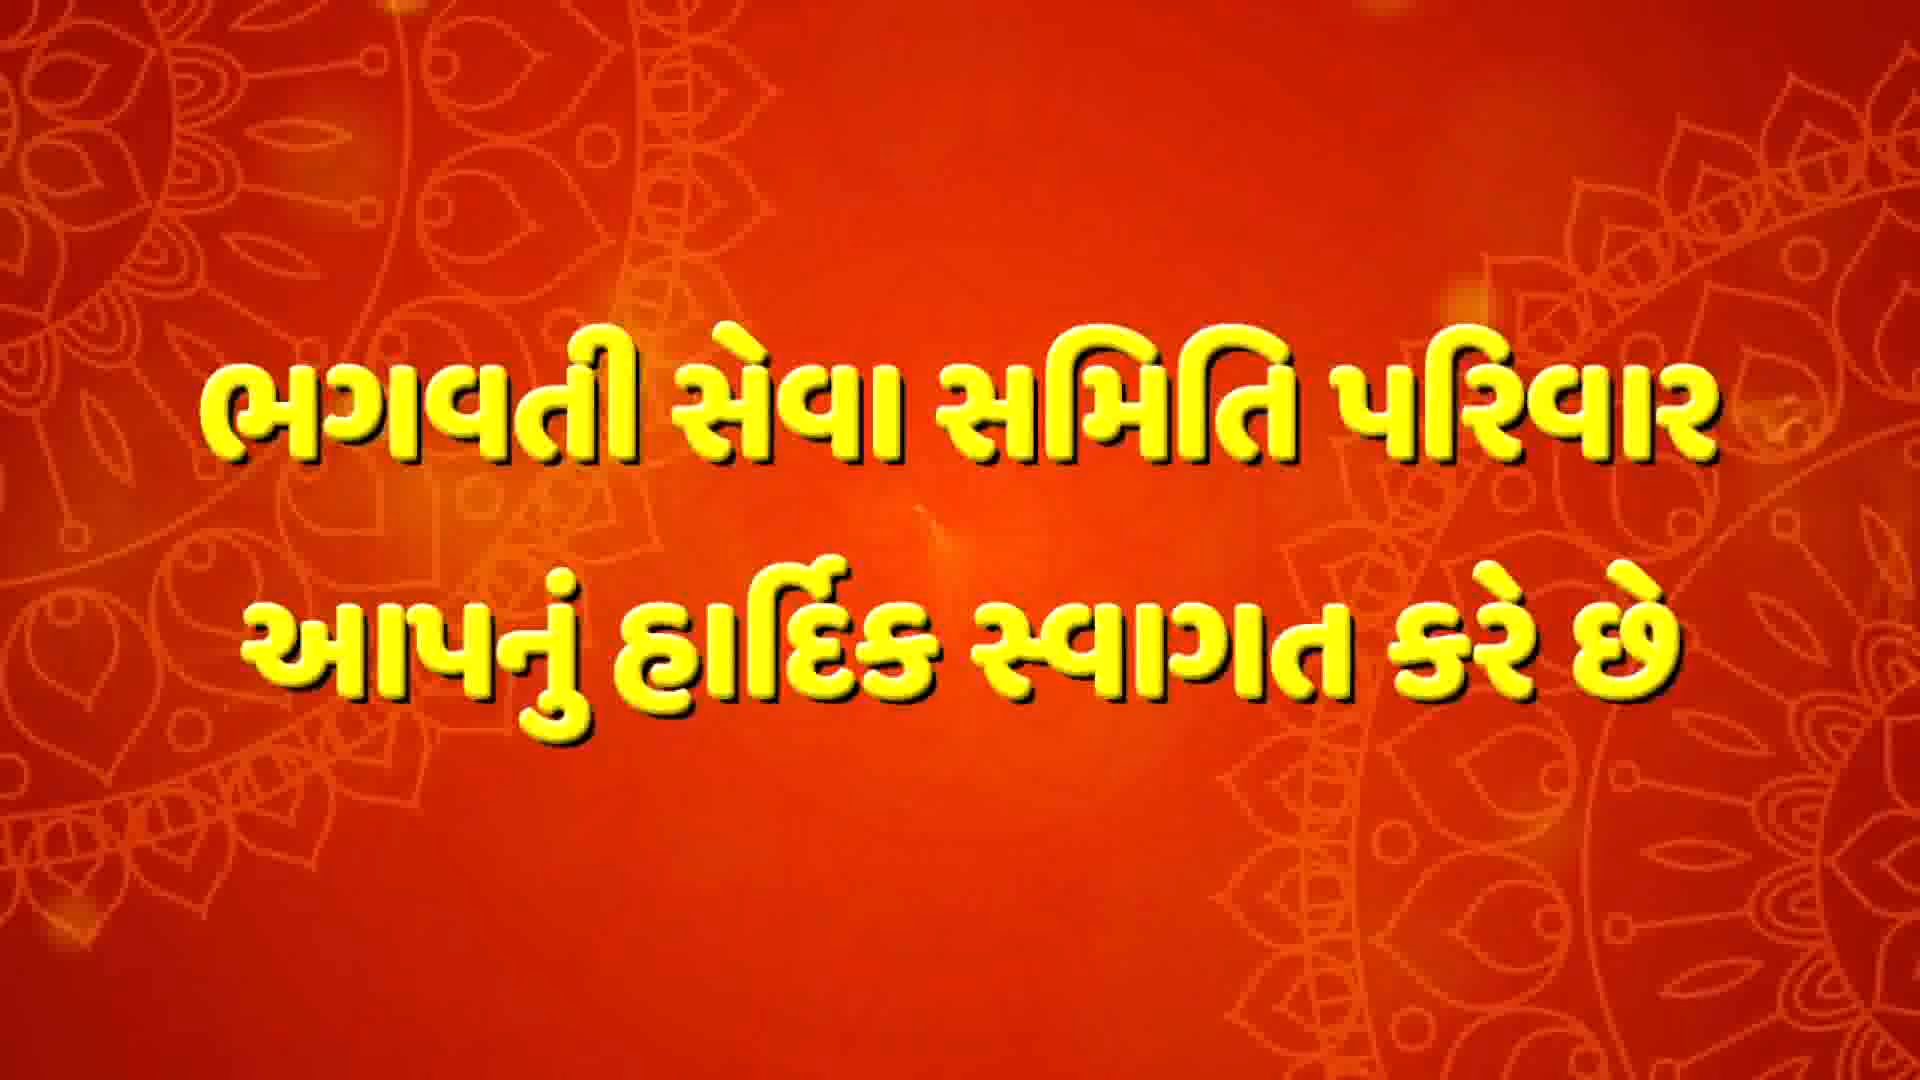 ભગવતી સેવા સમિતિ પરિવાર
આપનું હાર્દિક સ્વાગત કરે છે